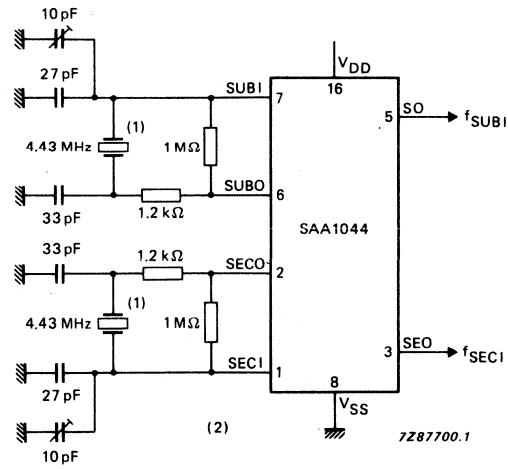 10 pF
27 pF
SUBI
7
VDD
16
5
SO
fSUBI
(1)
4.43 MHz
1 MΩ
SUBO
6
33 pF
1.2 kΩ
SAA1044
33 pF
1.2 kΩ
SECO
2
(1)
4.43 MHz
1 MΩ
SECI
1
3
SEO
fSECI
27 pF
8
VSS
(2)
10 pF
7Z87700.1